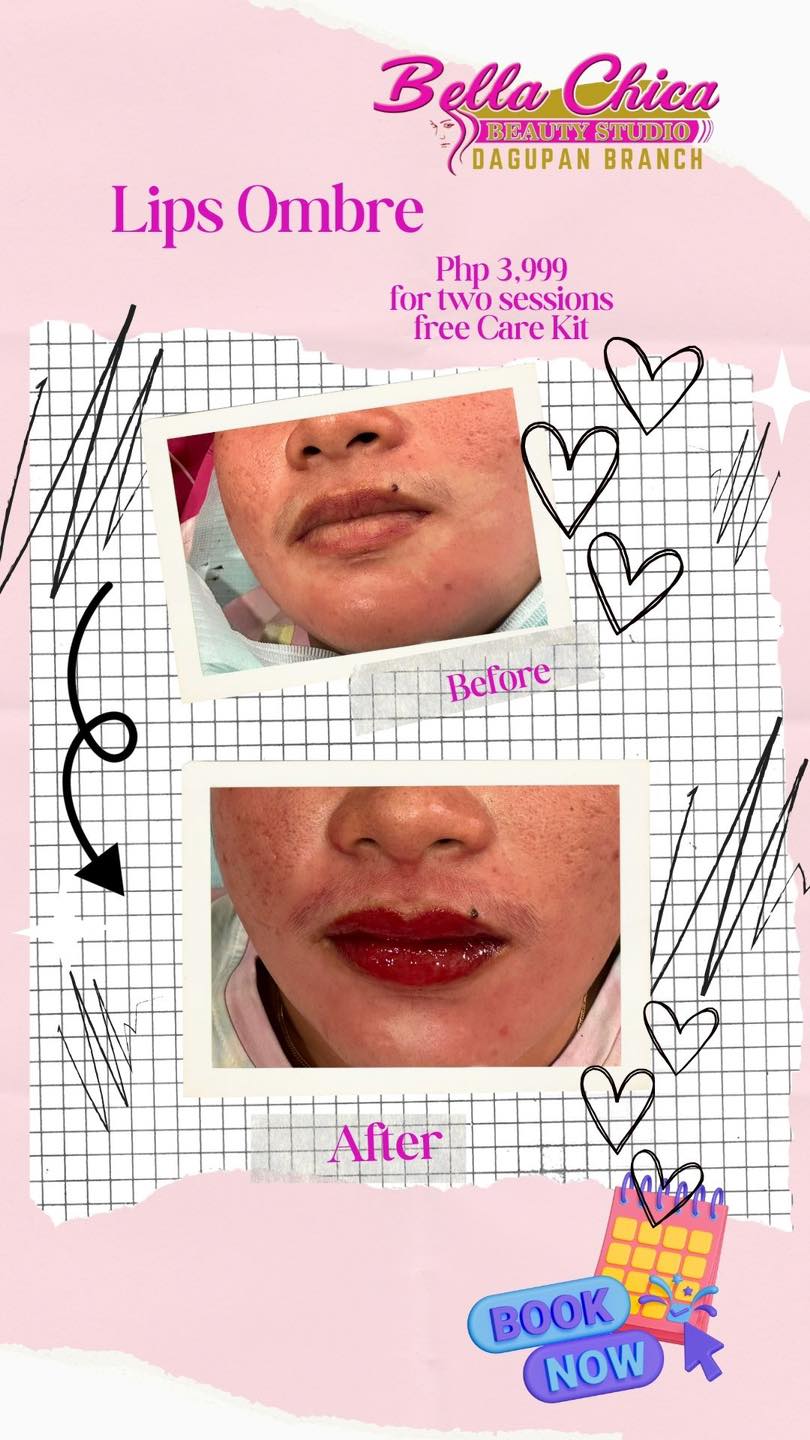 Bella Chica
BEAUTY STUDIO
DAGUPAN BRANCH
Lips Ombre
Php 3,999
for two sessions
free Care Kit
Before
After
BOOK
NOW